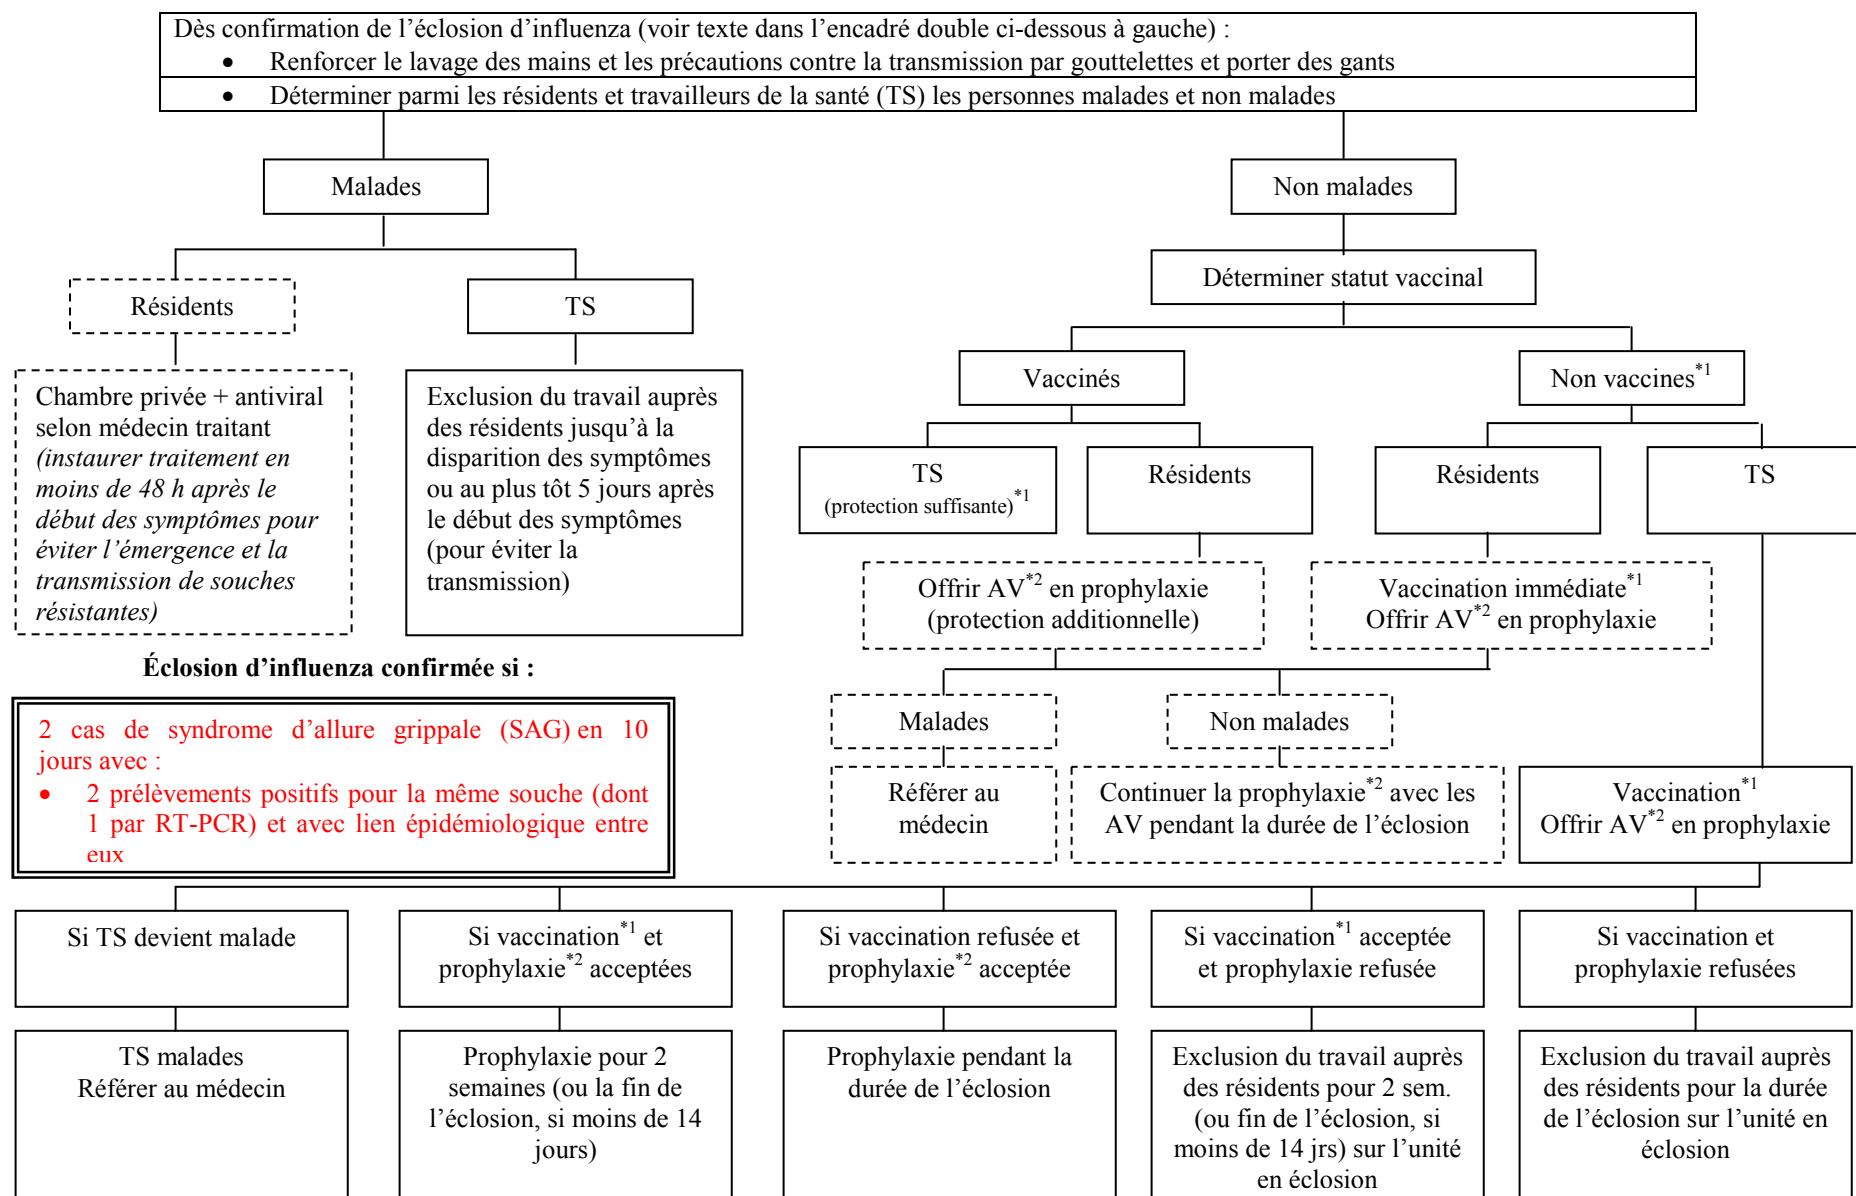 Dès confirmation de l’éclosion d’influenza (voir texte dans l’encadré double ci-dessous à gauche) :
• Renforcer le lavage des mains et les précautions contre la transmission par gouttelettes et porter des gants
• Déterminer parmi les résidents et travailleurs de la santé (TS) les personnes malades et non malades
Malades
Non malades
Déterminer statut vaccinal
Résidents
TS
Chambre privée + antiviral
selon médecin traitant
(instaurer traitement en
moins de 48 h après le
début des symptômes pour
éviter l’émergence et la
transmission de souches
résistantes)
Exclusion du travail auprès
des résidents jusqu’à la
disparition des symptômes
ou au plus tôt 5 jours après
le début des symptômes
(pour éviter la
transmission)
Vaccinés
Non vaccines*1
TS
(protection suffisante)*1
Résidents
Résidents
TS
Offrir AV*2 en prophylaxie
(protection additionnelle)
Vaccination immédiate*1
Offrir AV*2 en prophylaxie
Malades
Non malades
Référer au
médecin
Continuer la prophylaxie*2 avec les
AV pendant la durée de l’éclosion
Vaccination*1
Offrir AV*2 en prophylaxie
Éclosion d’influenza confirmée si :
2 cas de syndrome d’allure grippale (SAG) en 10
jours avec :
• 2 prélèvements positifs pour la même souche (dont
1 par RT-PCR) et avec lien épidémiologique entre
eux
Si TS devient malade
Si vaccination*1 et
prophylaxie*2 acceptées
Si vaccination refusée et
prophylaxie*2 acceptée
Si vaccination*1 acceptée
et prophylaxie refusée
Si vaccination et
prophylaxie refusées
TS malades
Référer au médecin
Prophylaxie pour 2
semaines (ou la fin de
l’éclosion, si moins de 14
jours)
Prophylaxie pendant la
durée de l’éclosion
Exclusion du travail auprès
des résidents pour 2 sem.
(ou fin de l’éclosion, si
moins de 14 jrs) sur l’unité
en éclosion
Exclusion du travail auprès
des résidents pour la durée
de l’éclosion sur l’unité en
éclosion